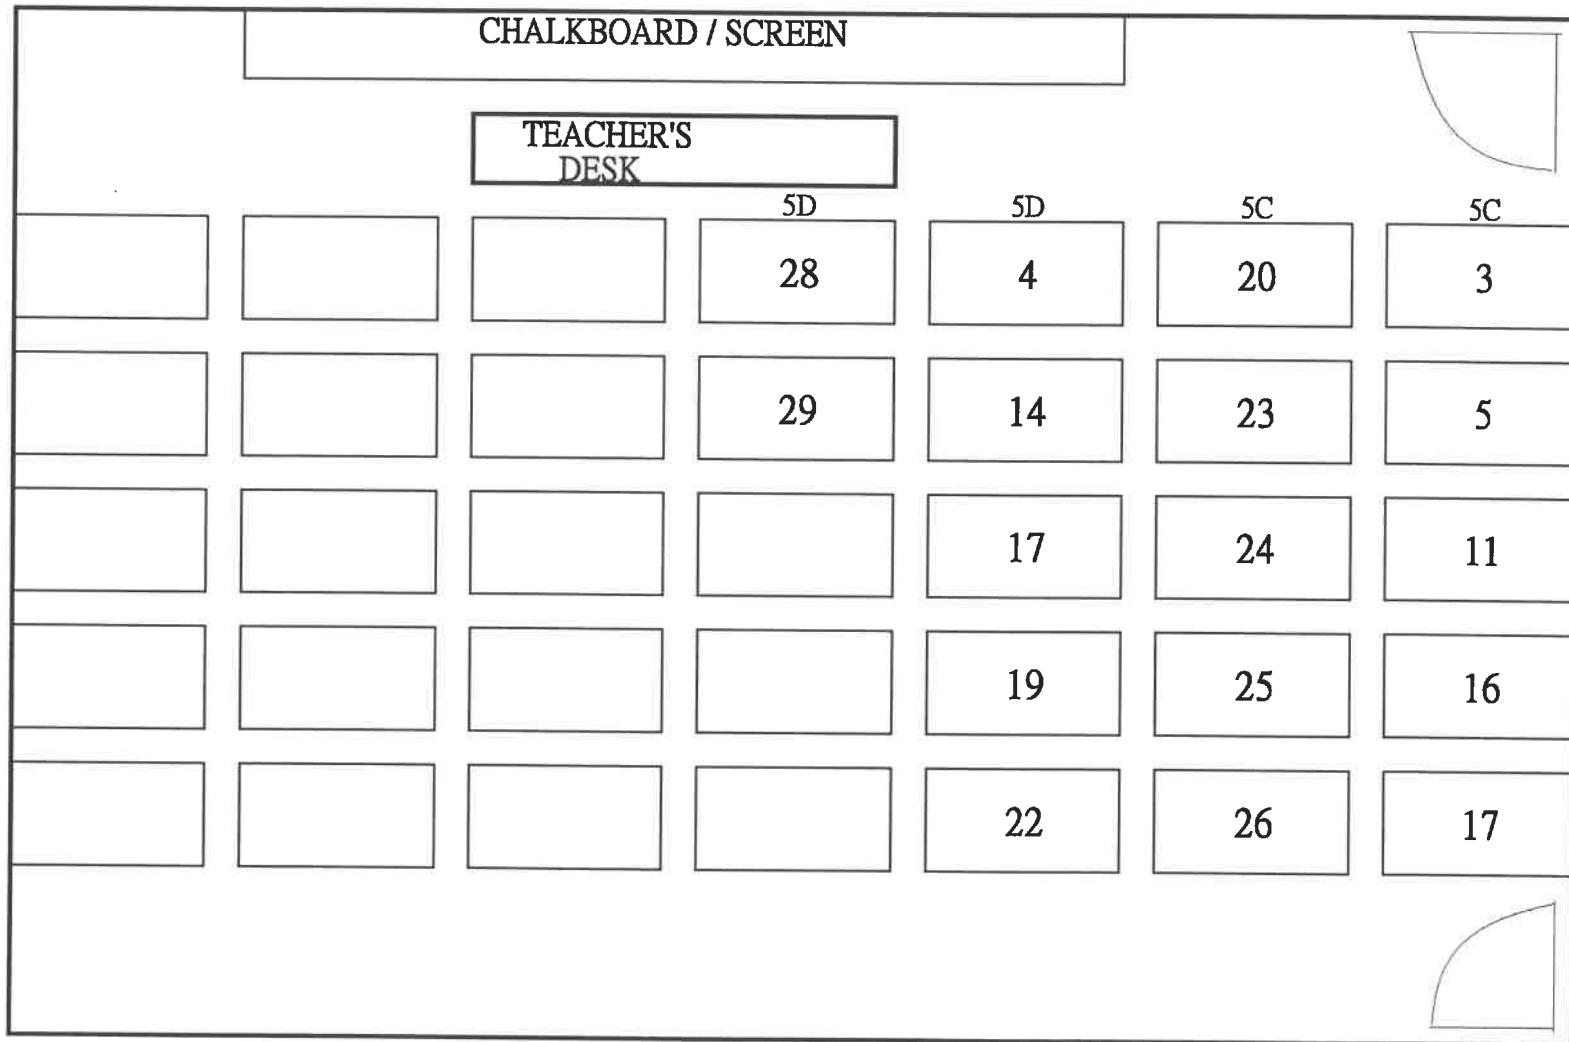 CHALKBOARD / SCREEN
TEACHER'S
DESK
5D 5D 5C 5C
28 4 20 3
29 14 23 5
17 24 11
19 25 16
22 26 17